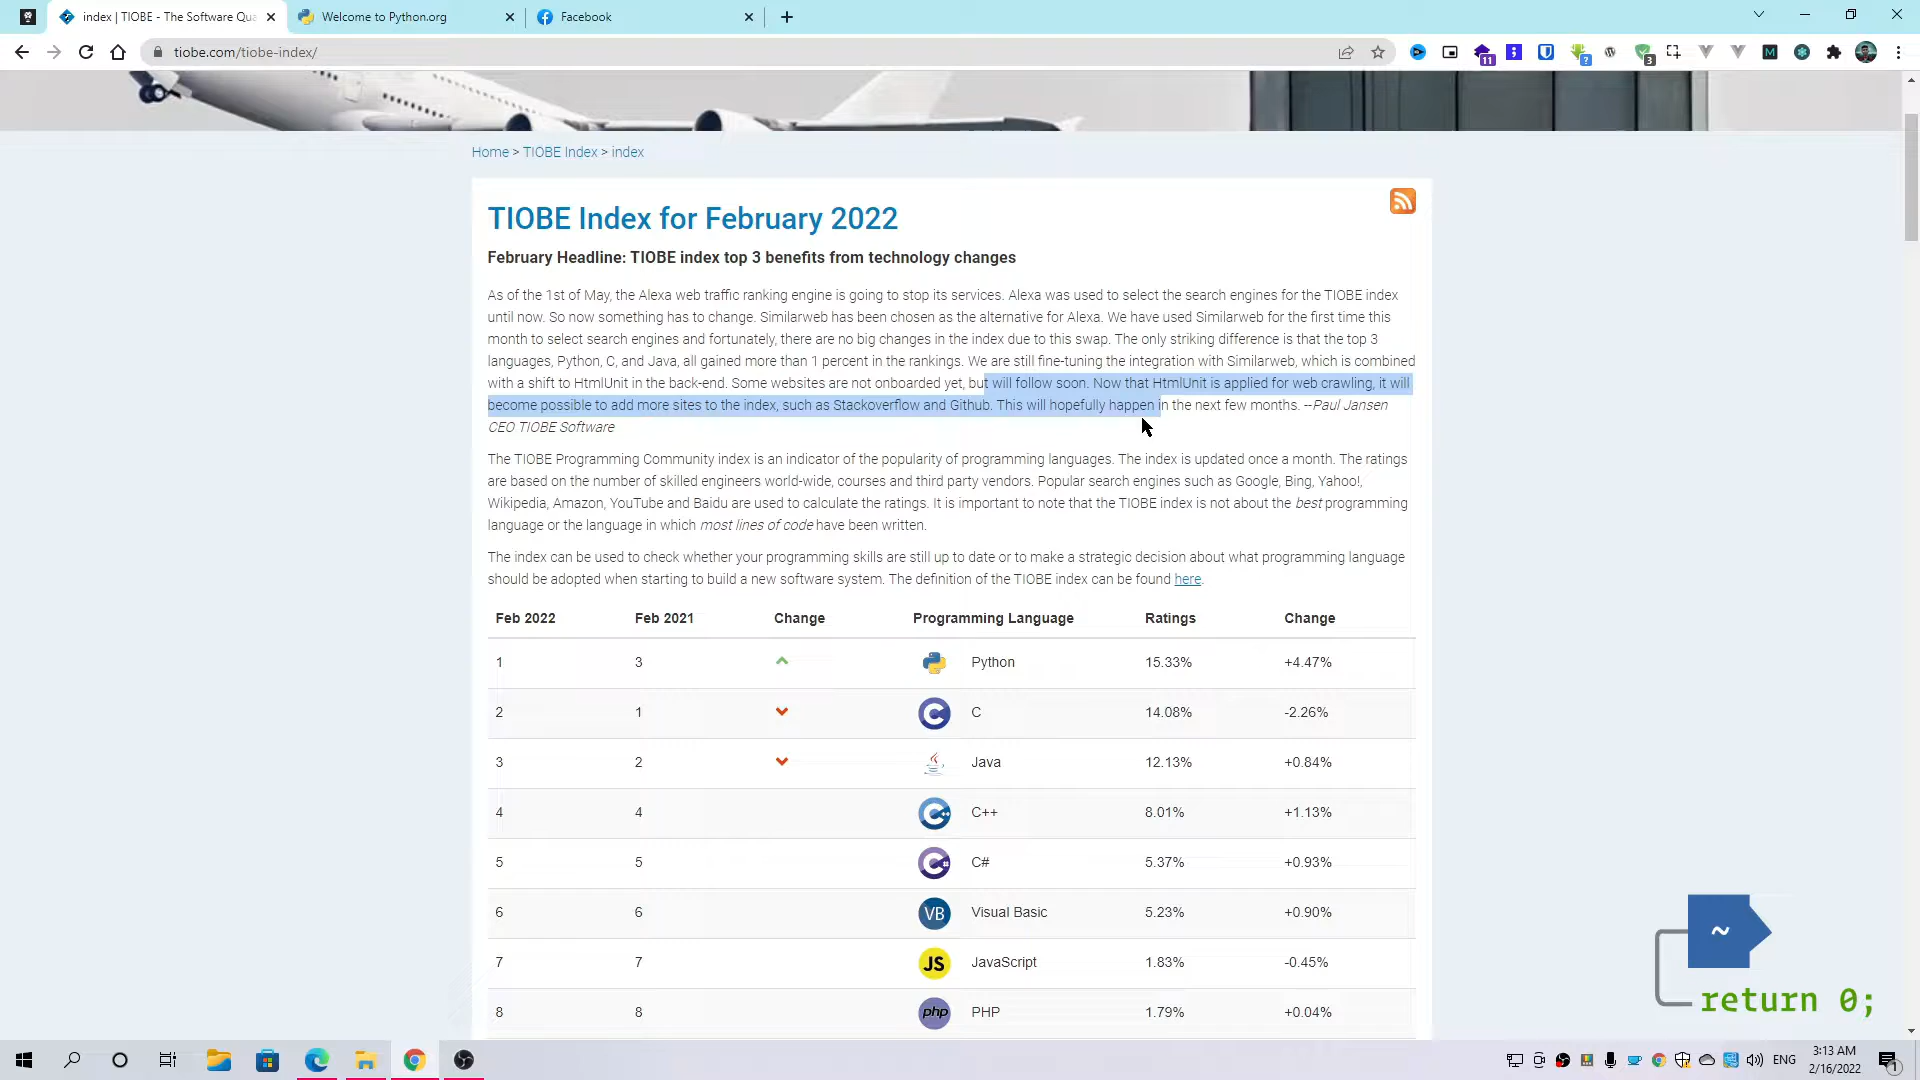 index | TIOBE - The Software Qua
Welcome to Python.org
Facebook
tiobe.com/tiobe-index/
11
?
3
M
Home > TIOBE Index > index
TIOBE Index for February 2022
February Headline: TIOBE index top 3 benefits from technology changes
As of the 1st of May, the Alexa web traffic ranking engine is going to stop its services. Alexa was used to select the search engines for the TIOBE index
until now. So now something has to change. Similarweb has been chosen as the alternative for Alexa. We have used Similarweb for the first time this
month to select search engines and fortunately, there are no big changes in the index due to this swap. The only striking difference is that the top 3
languages, Python, C, and Java, all gained more than 1 percent in the rankings. We are still fine-tuning the integration with Similarweb, which is combined
with a shift to HtmlUnit in the back-end. Some websites are not onboarded yet, but will follow soon. Now that HtmlUnit is applied for web crawling, it will
become possible to add more sites to the index, such as Stackoverflow and Github. This will hopefully happen in the next few months. --Paul Jansen
CEO TIOBE Software
The TIOBE Programming Community index is an indicator of the popularity of programming languages. The index is updated once a month. The ratings
are based on the number of skilled engineers world-wide, courses and third party vendors. Popular search engines such as Google, Bing, Yahoo!,
Wikipedia, Amazon, YouTube and Baidu are used to calculate the ratings. It is important to note that the TIOBE index is not about the best programming
language or the language in which most lines of code have been written.
The index can be used to check whether your programming skills are still up to date or to make a strategic decision about what programming language
should be adopted when starting to build a new software system. The definition of the TIOBE index can be found here.
Feb 2022 Feb 2021 Change Programming Language Ratings Change
1 3 Python 15.33% +4.47%
2 1 C C 14.08% -2.26%
3 2 Java 12.13% +0.84%
4 4 C++ C++ 8.01% +1.13%
5 5 C# C# 5.37% +0.93%
6 6 VB Visual Basic 5.23% +0.90%
7 7 JS JavaScript 1.83% -0.45%
8 8 php PHP 1.79% +0.04%
~
return 0;
ENG
3:13 AM
2/16/2022
1